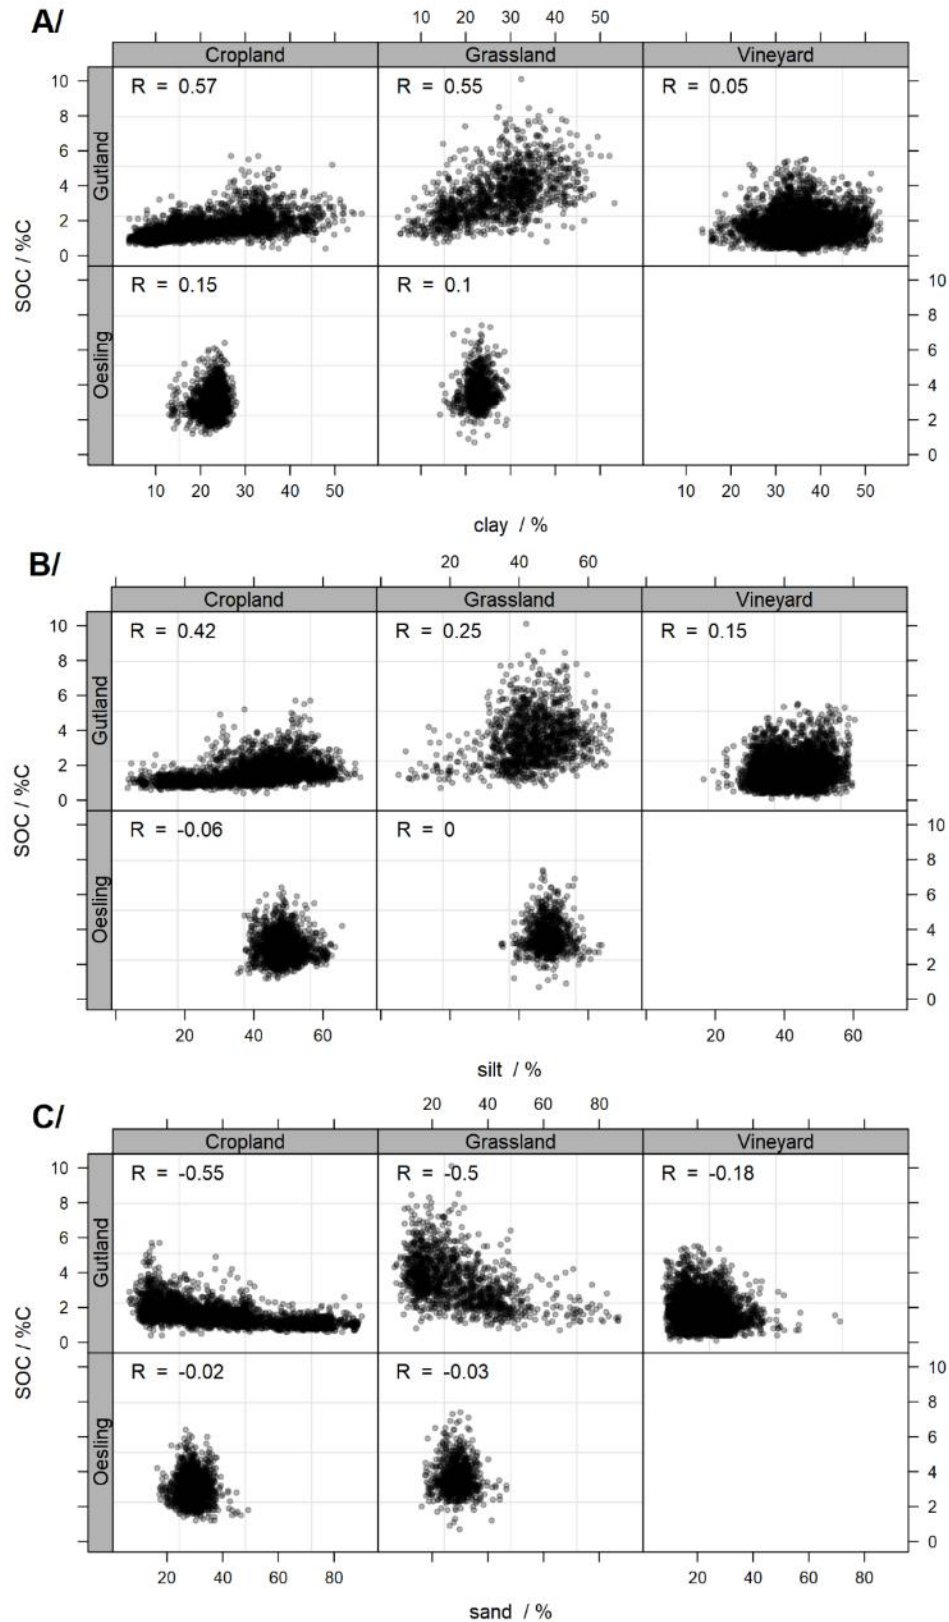 A/
10 20 30 40 50
Cropland Grassland Vineyard
R = 0.57 R = 0.55 R = 0.05
10
8
6
4
2
0
Gutland
SOC / %C
R = 0.15 R = 0.1
10
8
6
4
2
0
Oesling
10 20 30 40 50 10 20 30 40 50
clay / %
B/
20 40 60
Cropland Grassland Vineyard
R = 0.42 R = 0.25 R = 0.15
10
8
6
4
2
0
Gutland
SOC / %C
R = -0.06 R = 0
10
8
6
4
2
0
Oesling
20 40 60 20 40 60
silt / %
C/
20 40 60 80
Cropland Grassland Vineyard
R = -0.55 R = -0.5 R = -0.18
10
8
6
4
2
0
Gutland
SOC / %C
R = -0.02 R = -0.03
10
8
6
4
2
0
Oesling
20 40 60 80 20 40 60 80
sand / %